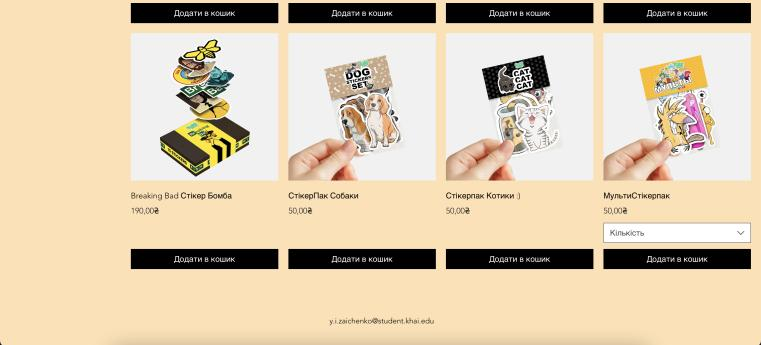 Додати в кошик
Додати в кошик
Додати в кошик
Додати в кошик
DOG
STICKERS
SET
CAT
CAT
CAT
МУЛЬТИ
Breaking Bad Стікер Бомба
СтікерПак Собаки
Стікерпак Котики :)
МультиСтікерпак
190,00₴
50,00₴
50,00₴
50,00₴
Кількість
Додати в кошик
Додати в кошик
Додати в кошик
Додати в кошик
y.i.zaichenko@student.khai.edu